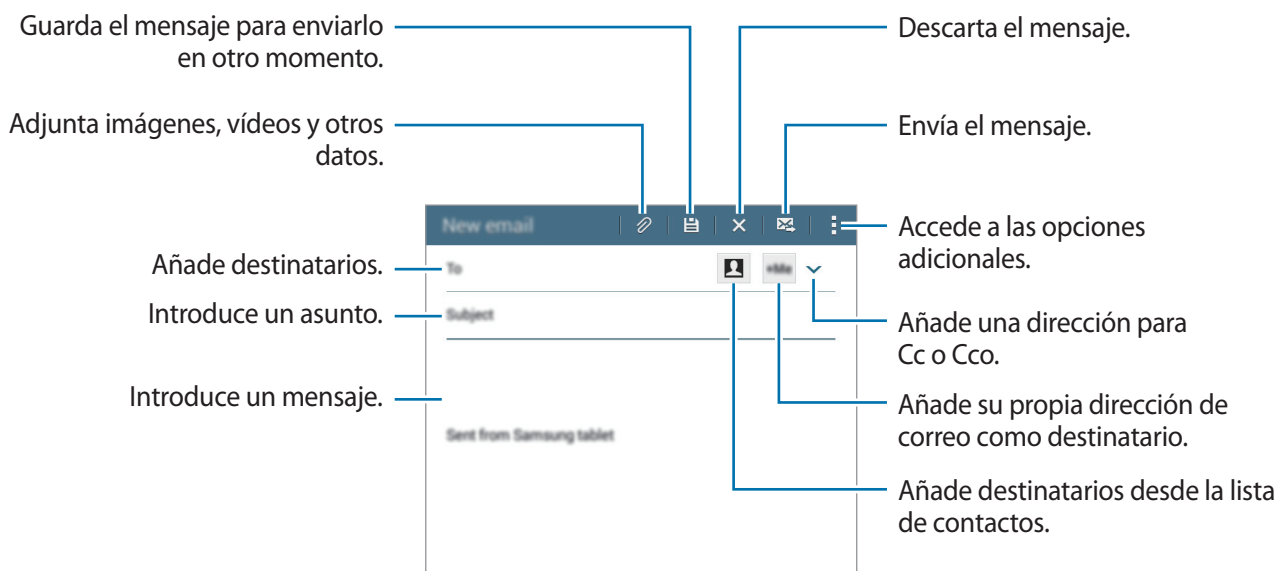 Guarda el mensaje para enviarlo
en otro momento.
Descarta el mensaje.
Adjunta imágenes, vídeos y otros
datos.
Envía el mensaje.
New email
Accede a las opciones
adicionales.
Añade destinatarios.
To
+Me
Introduce un asunto.
Subject
Añade una dirección para
Cc o Cco.
Introduce un mensaje.
Añade su propia dirección de
correo como destinatario.
Sent from Samsung tablet
Añade destinatarios desde la lista
de contactos.